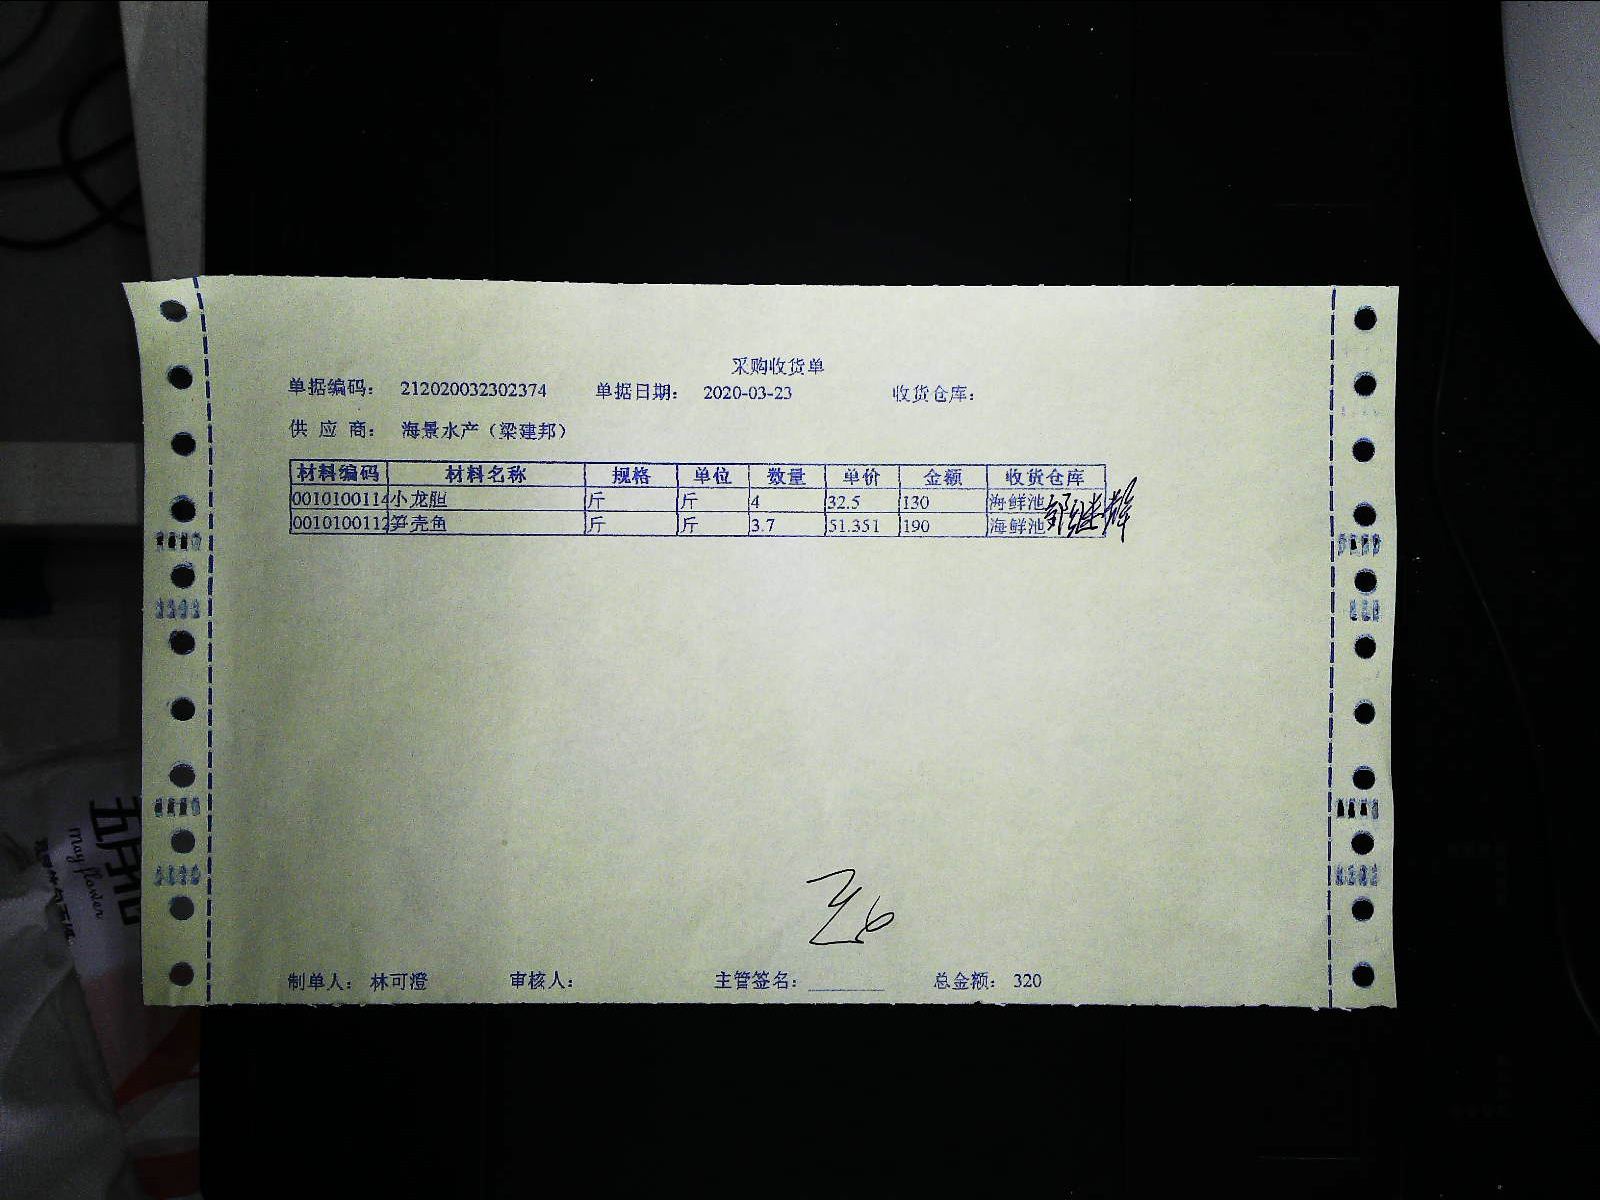 采购收货单
单据编码： 212020032302374 单据日期： 2020-03-23 收货仓库：
供 应 商： 海景水产（梁建邦）
材料编码 材料名称 规格 单位 数量 单价 金额 收货仓库
0010100114 小龙胆 斤 斤 4 32.5 130 海鲜池
0010100112 笋壳鱼 斤 斤 3.7 51.351 190 海鲜池
制单人： 林可澄 审核人： 主管签名： 总金额： 320
五月花
May flower